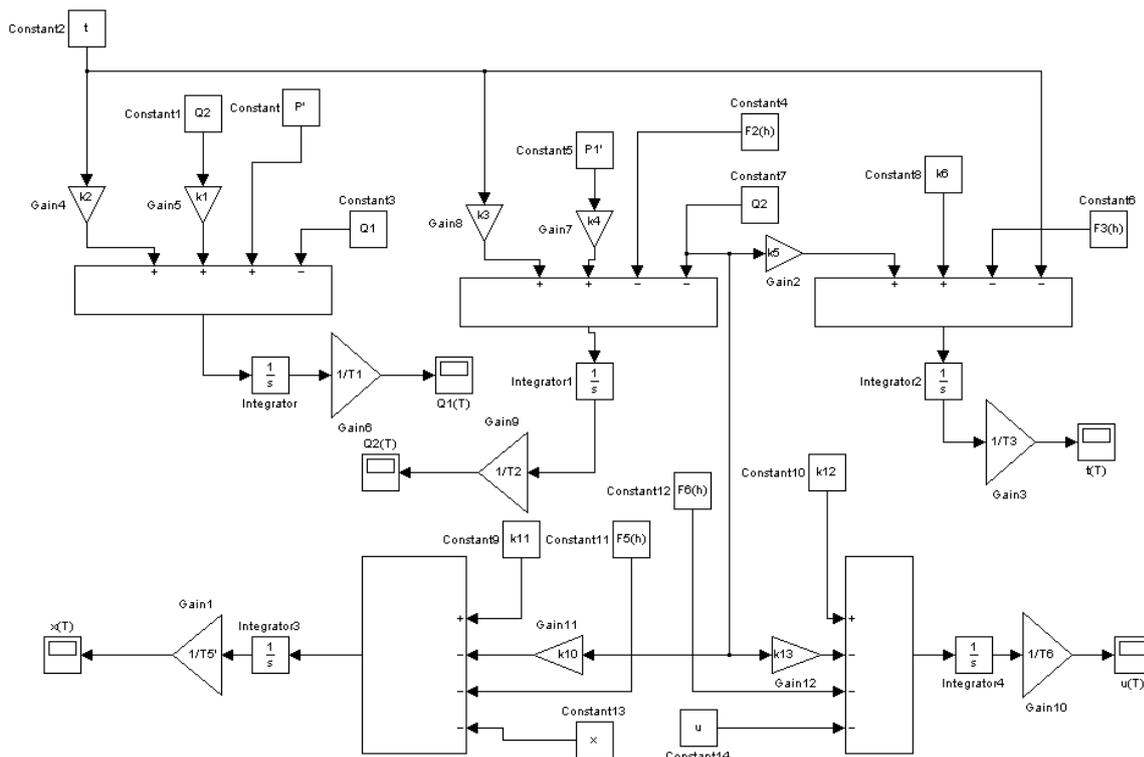 Constant2
t
Constant1
Q2
Constant
P'
Constant4
F2(h)
Constant5
P1'
Constant8
k6
Constant7
Q2
Gain4
k2
Gain5
k1
Constant3
Q1
Gain8
k3
Gain7
k4
Constant6
F3(h)
k5
Gain2
+ + + −
+ + − −
+ + − −
1
s
Integrator
1/T1
Gain6
Q1(T)
Integrator1
1
s
Integrator2
1
s
Gain9
1/T2
Q2(T)
1/T3
Gain3
t(T)
Constant12
F6(h)
Constant10
k12
Constant9
k11
Constant11
F5(h)
x(T)
Gain1
1/T5'
Integrator3
1
s
+
−
−
−
Gain11
k10
k13
Gain12
+
−
−
−
1
s
Integrator4
1/T6
Gain10
u(T)
Constant13
x
u
Constant14